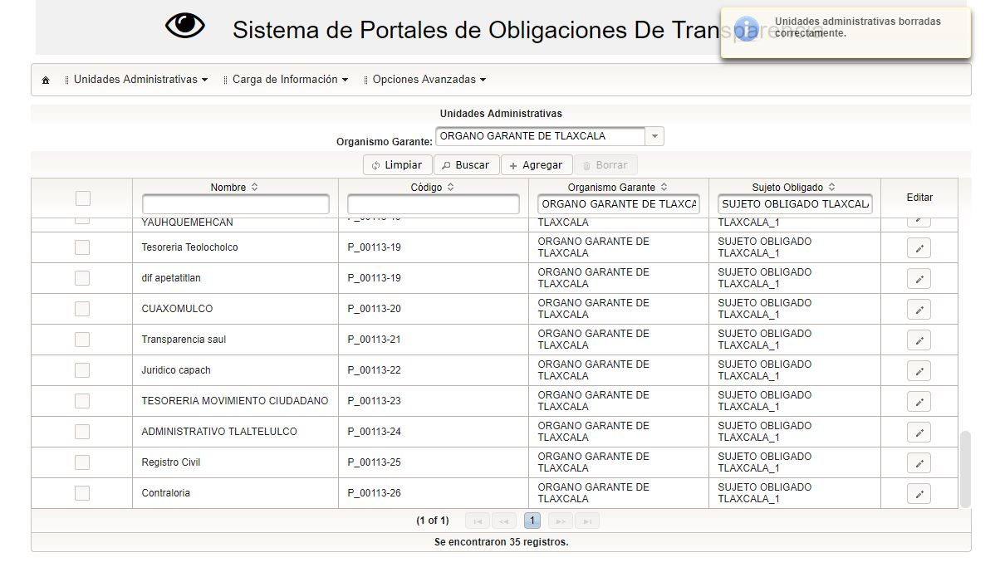 Sistema de Portales de Obligaciones De Transparencia
Unidades administrativas borradas
correctamente.
Unidades Administrativas
Carga de Información
Opciones Avanzadas
Unidades Administrativas
Organismo Garante: ORGANO GARANTE DE TLAXCALA
Limpiar Buscar Agregar Borrar
Nombre Código Organismo Garante Sujeto Obligado Editar
ORGANO GARANTE DE TLAXCA SUJETO OBLIGADO TLAXCAL
YAUHQUEMEHCAN TLAXCALA TLAXCALA_1
Tesoreria Teolocholco P_00113-19 ORGANO GARANTE DE TLAXCALA SUJETO OBLIGADO TLAXCALA_1
dif apetatitlan P_00113-19 ORGANO GARANTE DE TLAXCALA SUJETO OBLIGADO TLAXCALA_1
CUAXOMULCO P_00113-20 ORGANO GARANTE DE TLAXCALA SUJETO OBLIGADO TLAXCALA_1
Transparencia saul P_00113-21 ORGANO GARANTE DE TLAXCALA SUJETO OBLIGADO TLAXCALA_1
Juridico capach P_00113-22 ORGANO GARANTE DE TLAXCALA SUJETO OBLIGADO TLAXCALA_1
TESORERIA MOVIMIENTO CIUDADANO P_00113-23 ORGANO GARANTE DE TLAXCALA SUJETO OBLIGADO TLAXCALA_1
ADMINISTRATIVO TLALTELULCO P_00113-24 ORGANO GARANTE DE TLAXCALA SUJETO OBLIGADO TLAXCALA_1
Registro Civil P_00113-25 ORGANO GARANTE DE TLAXCALA SUJETO OBLIGADO TLAXCALA_1
Contraloria P_00113-26 ORGANO GARANTE DE TLAXCALA SUJETO OBLIGADO TLAXCALA_1
(1 of 1) 1
Se encontraron 35 registros.